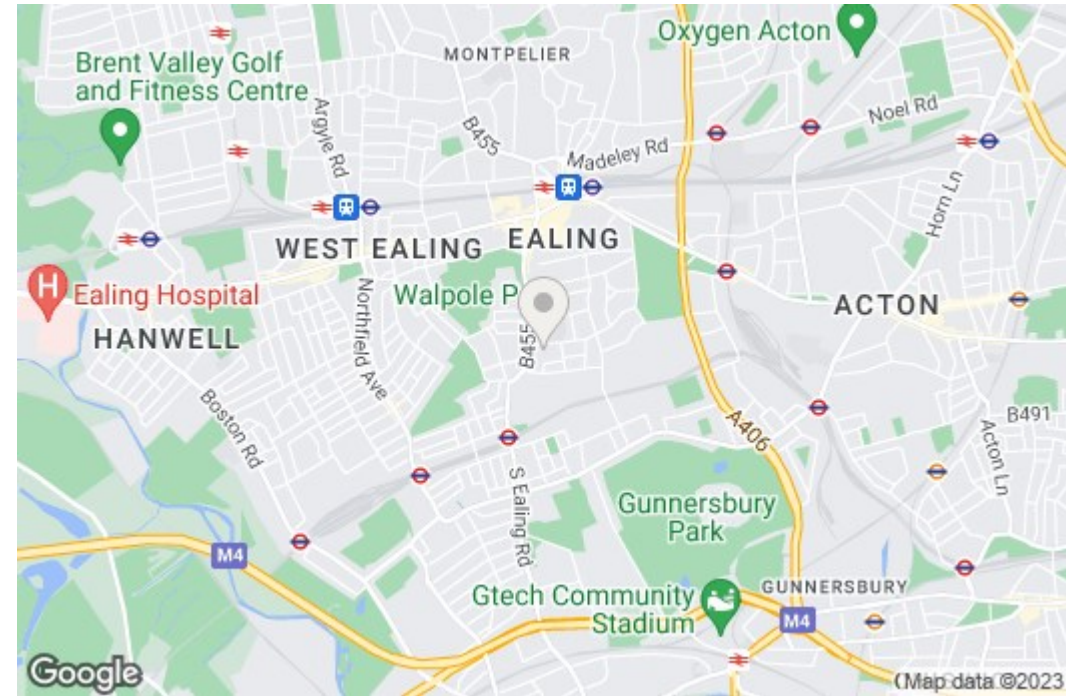 MONTPELIER
Oxygen Acton
Brent Valley Golf
and Fitness Centre
Argyle Rd
B455
Madeley Rd
Noel Rd
Horn Ln
WEST EALING
EALING
H
Ealing Hospital
HANWELL
Walpole P
B455
Northfield Ave
ACTON
Boston Rd
A406
B491
Acton Ln
S Ealing Rd
Gunnersbury
Park
M4
Gtech Community
Stadium
GUNNERSBURY
M4
Google
Map data ©2023